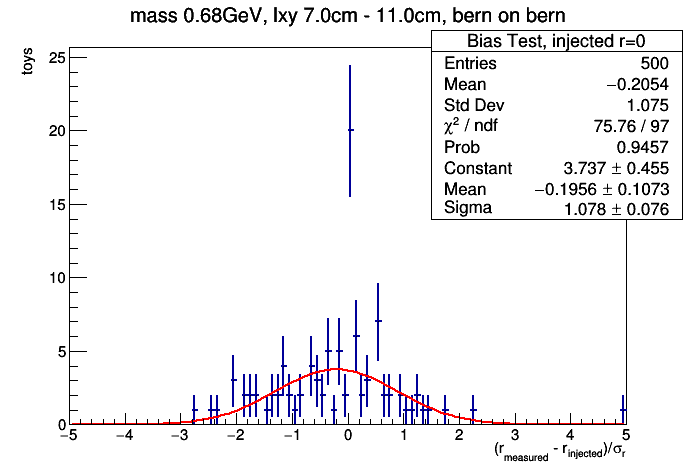 mass 0.68GeV, lxy 7.0cm - 11.0cm, bern on bern
Bias Test, injected r=0
Entries 500
Mean −0.2054
Std Dev 1.075
χ² / ndf 75.76 / 97
Prob 0.9457
Constant 3.737 ± 0.455
Mean −0.1956 ± 0.1073
Sigma 1.078 ± 0.076
toys
25
20
15
10
5
0
−5 −4 −3 −2 −1 0 1 2 3 4 5
(r_measured - r_injected)/σ_r